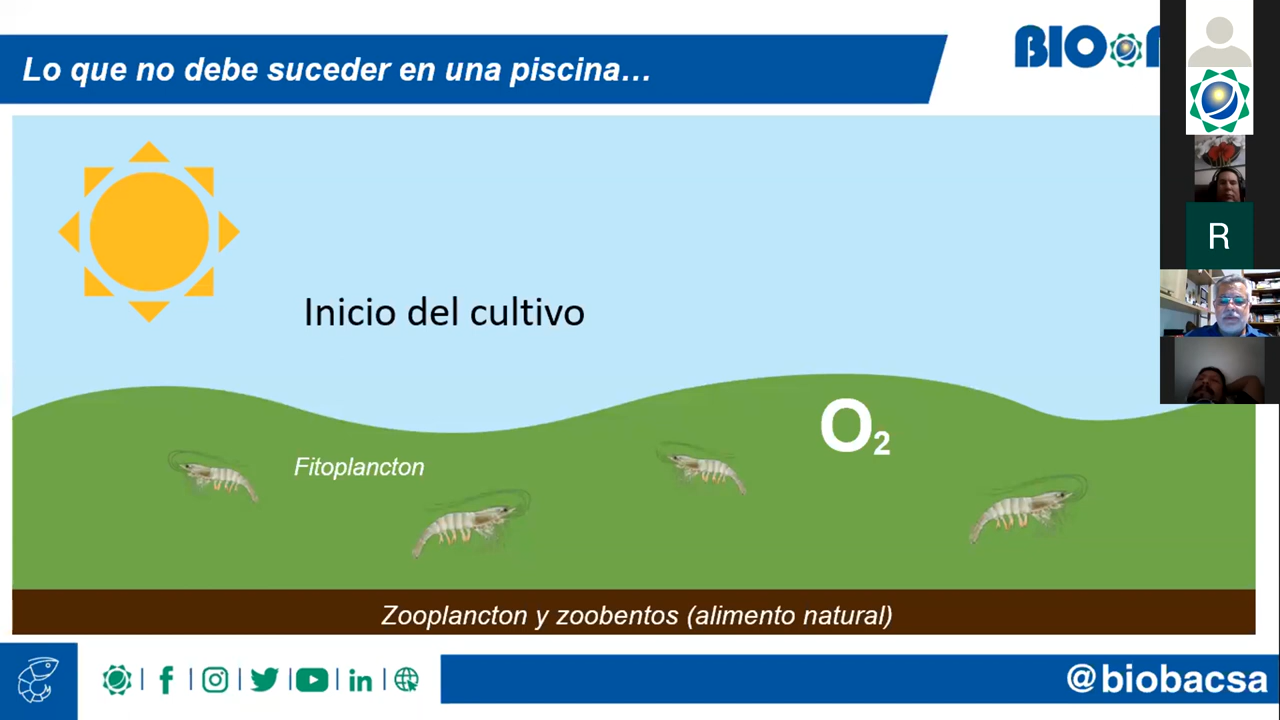 Lo que no debe suceder en una piscina...
BIO
R
Inicio del cultivo
O2
Fitoplancton
Zooplancton y zoobentos (alimento natural)
@biobacsa